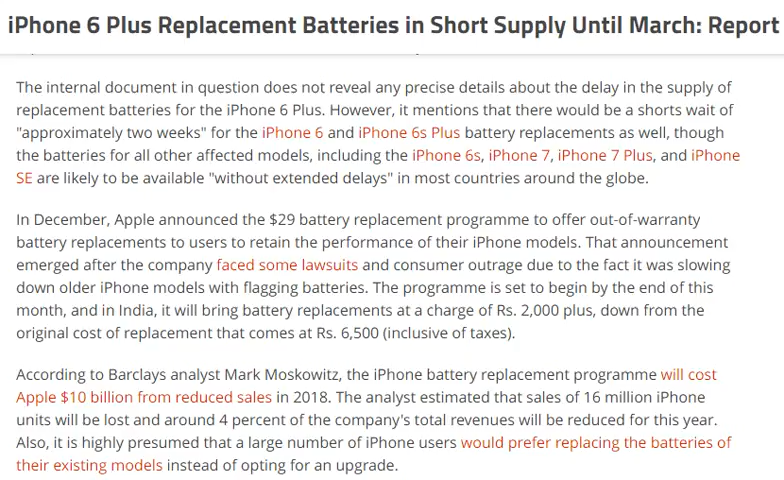 iPhone 6 Plus Replacement Batteries in Short Supply Until March: Report
The internal document in question does not reveal any precise details about the delay in the supply of
replacement batteries for the iPhone 6 Plus. However, it mentions that there would be a shorts wait of
"approximately two weeks" for the iPhone 6 and iPhone 6s Plus battery replacements as well, though
the batteries for all other affected models, including the iPhone 6s, iPhone 7, iPhone 7 Plus, and iPhone
SE are likely to be available "without extended delays" in most countries around the globe.
In December, Apple announced the $29 battery replacement programme to offer out-of-warranty
battery replacements to users to retain the performance of their iPhone models. That announcement
emerged after the company faced some lawsuits and consumer outrage due to the fact it was slowing
down older iPhone models with flagging batteries. The programme is set to begin by the end of this
month, and in India, it will bring battery replacements at a charge of Rs. 2,000 plus, down from the
original cost of replacement that comes at Rs. 6,500 (inclusive of taxes).
According to Barclays analyst Mark Moskowitz, the iPhone battery replacement programme will cost
Apple $10 billion from reduced sales in 2018. The analyst estimated that sales of 16 million iPhone
units will be lost and around 4 percent of the company's total revenues will be reduced for this year.
Also, it is highly presumed that a large number of iPhone users would prefer replacing the batteries of
their existing models instead of opting for an upgrade.